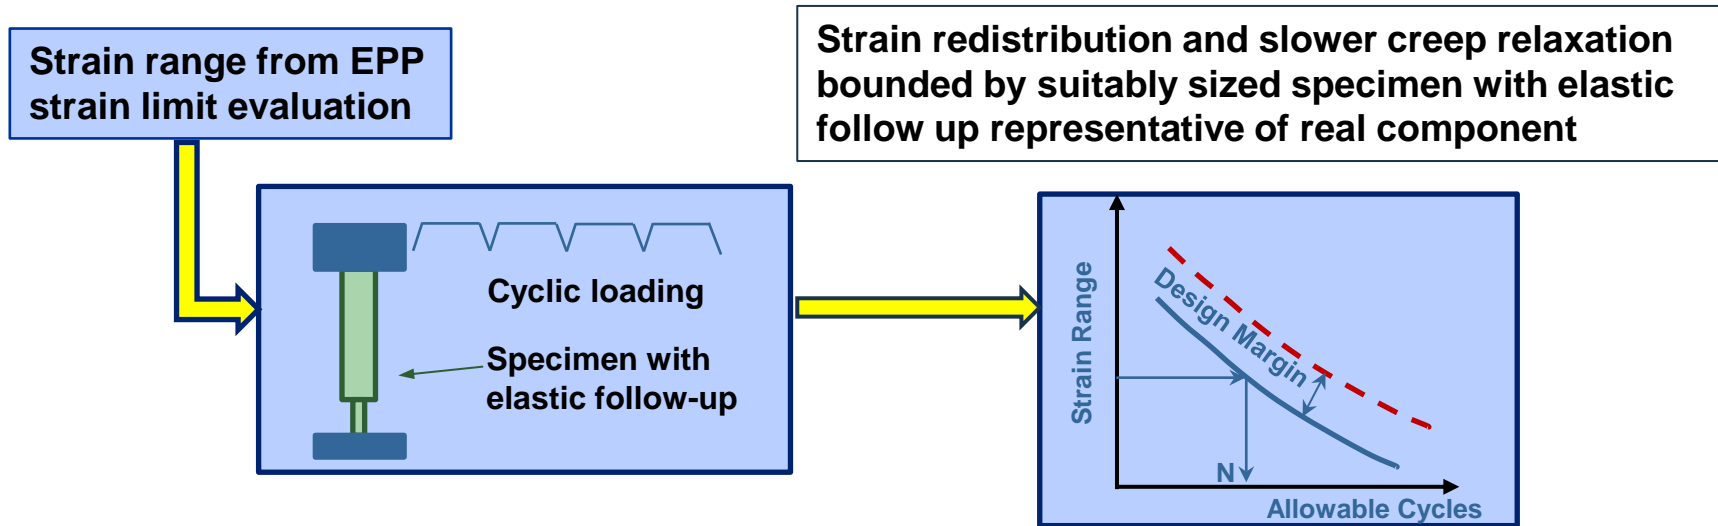 Strain range from EPP
strain limit evaluation
Strain redistribution and slower creep relaxation
bounded by suitably sized specimen with elastic
follow up representative of real component
Cyclic loading
Specimen with
elastic follow-up
Strain Range
Design Margin
N
Allowable Cycles